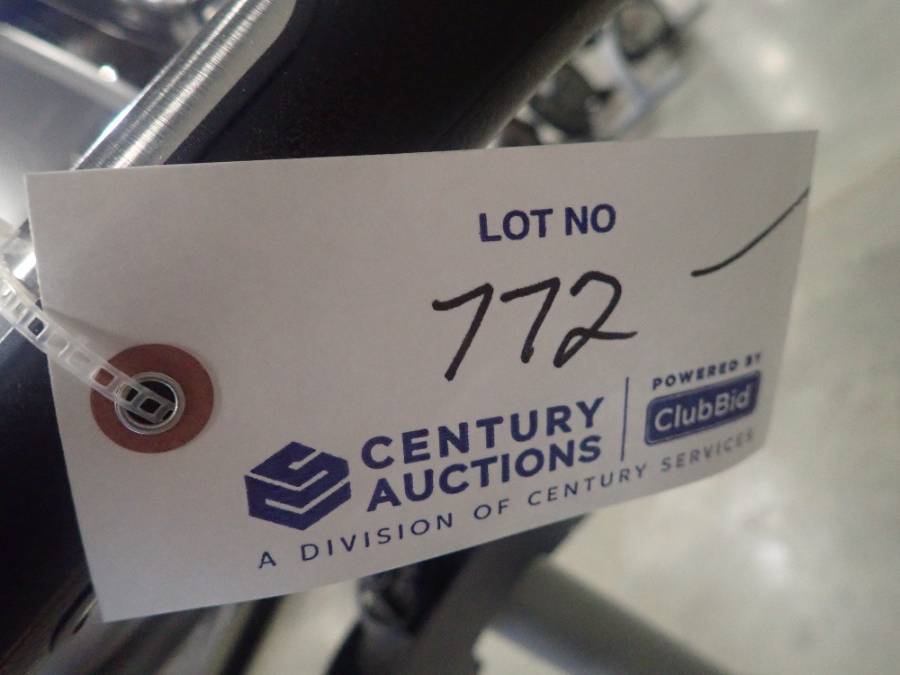 LOT NO
772
CENTURY
AUCTIONS
POWERED BY
ClubBid
A DIVISION OF CENTURY SERVICES